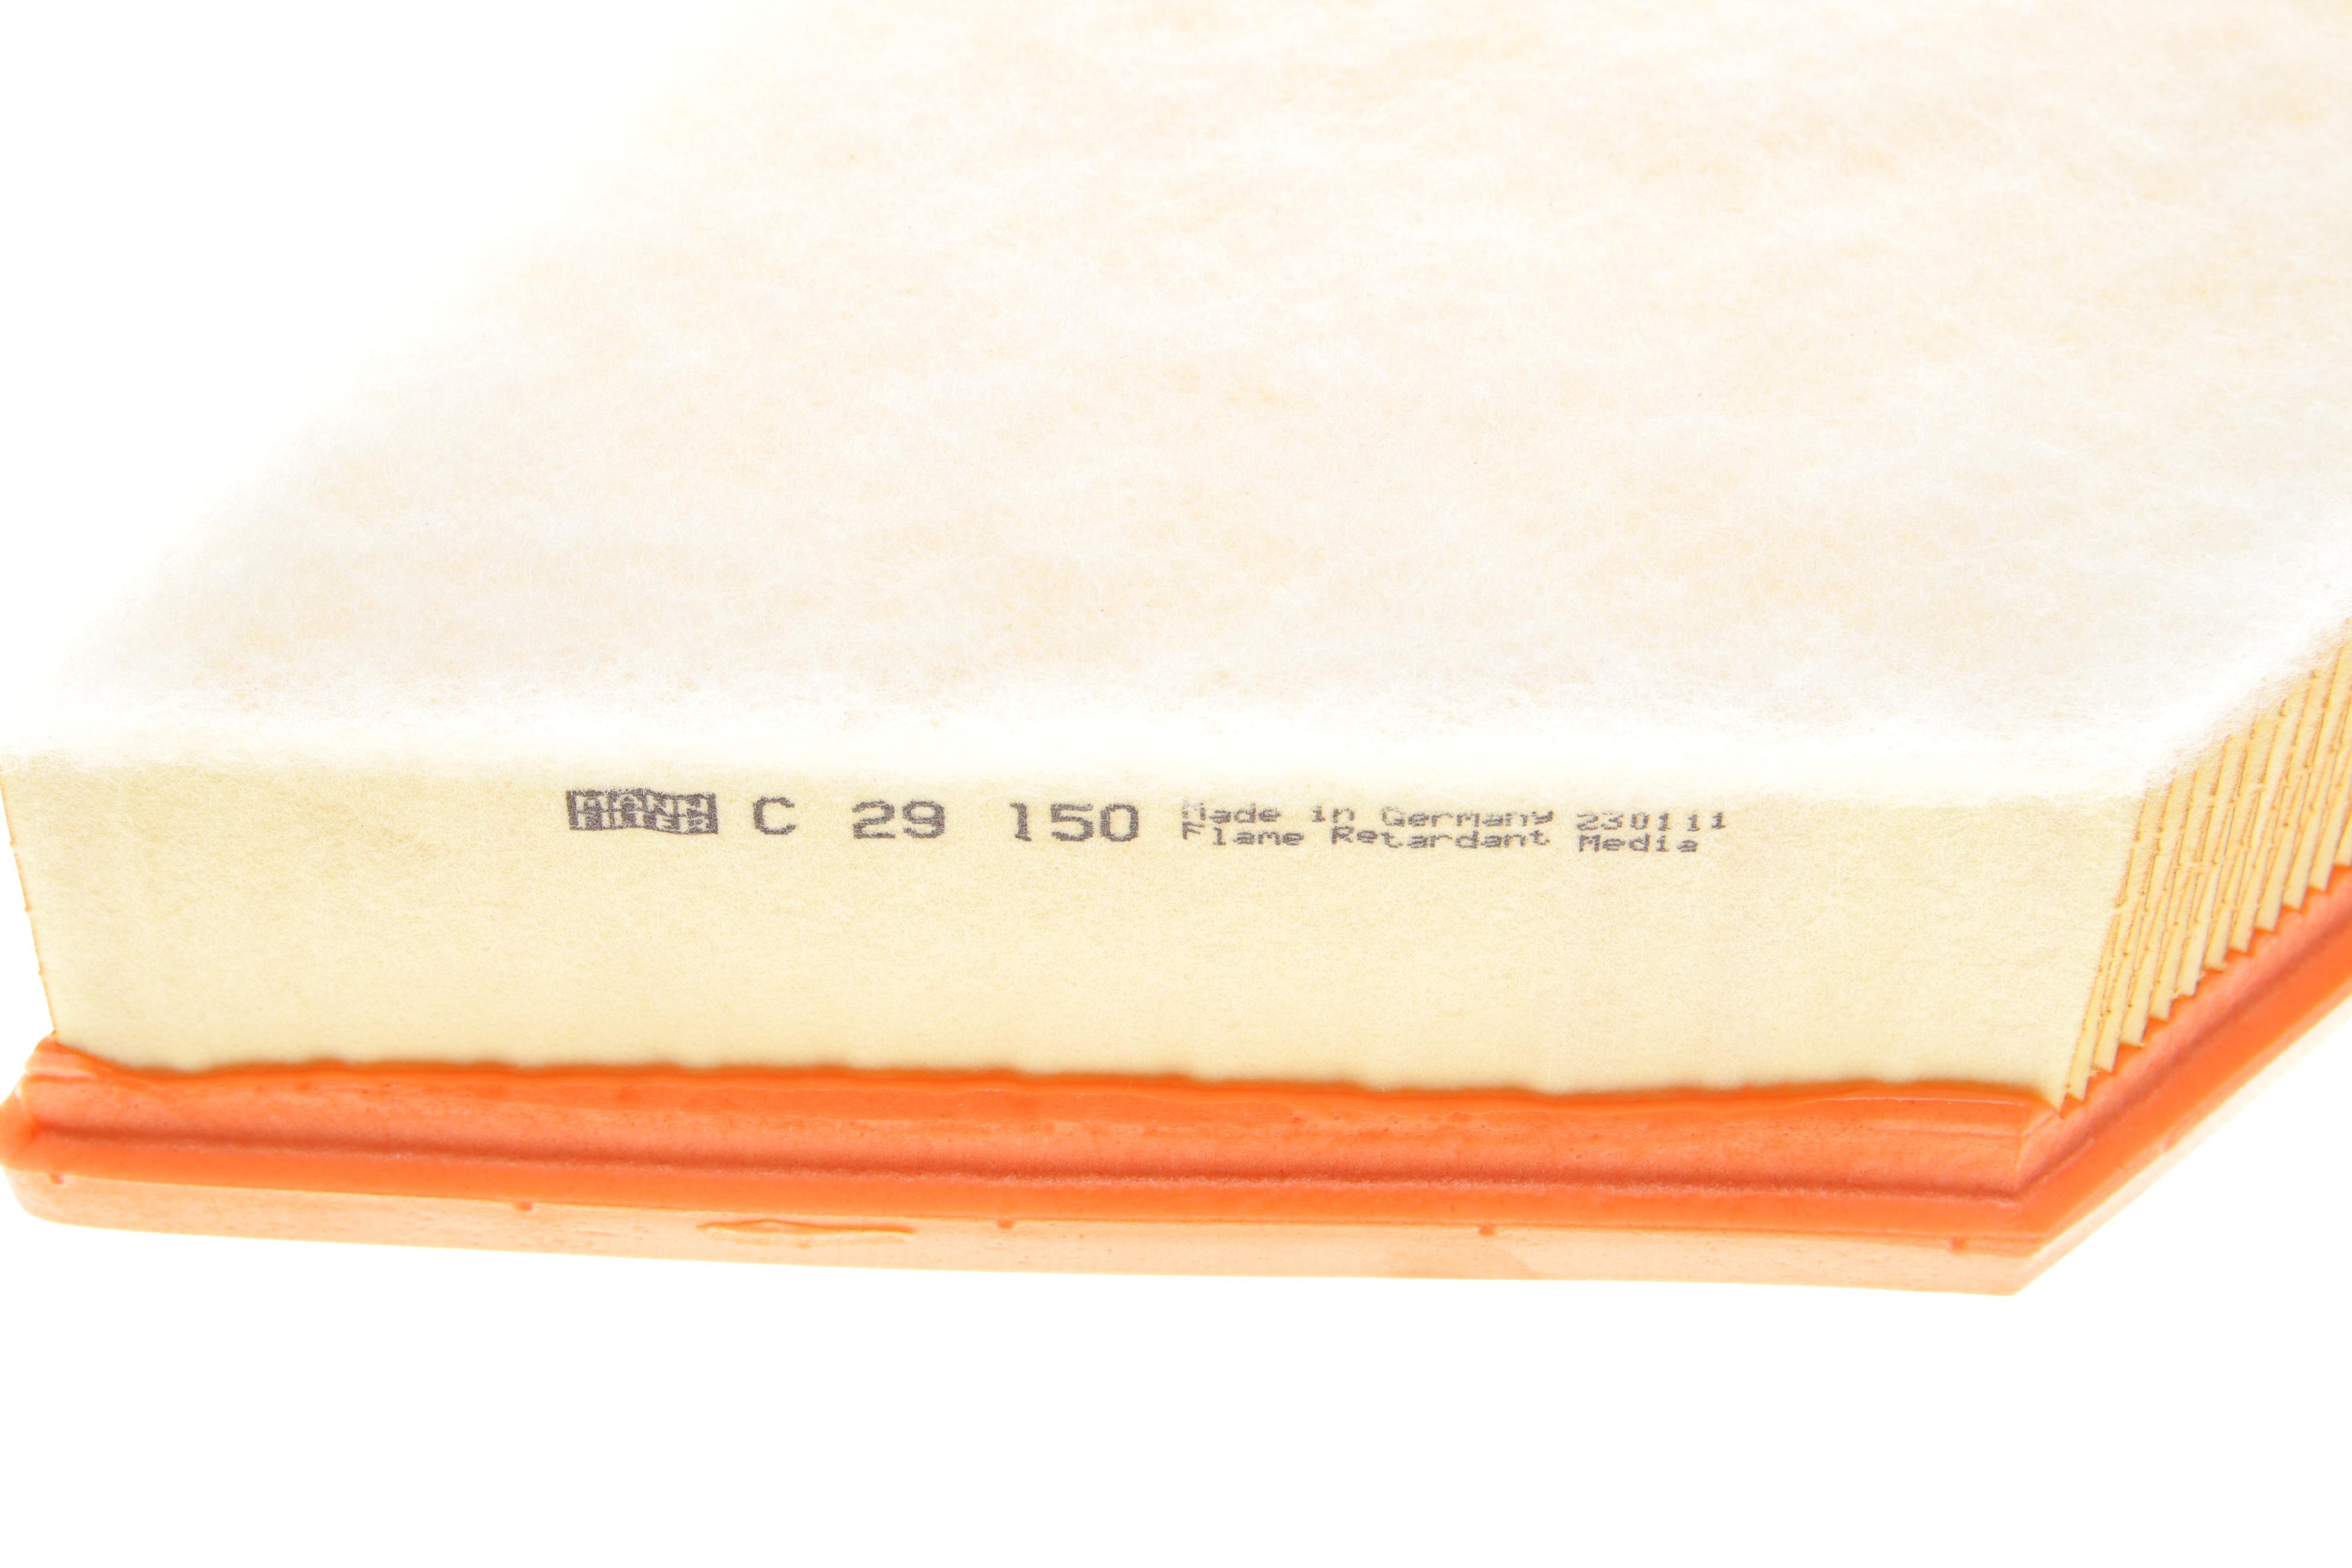 MANN
FILTER
C 29 150
Made in Germany 230111
Flame Retardant Media